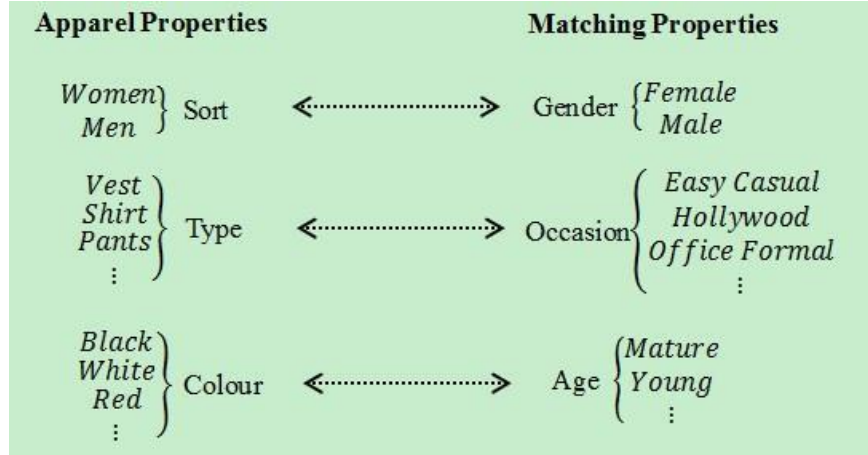 Apparel Properties Matching Properties
Women
Men
Sort
Gender
Female
Male
Vest
Shirt
Pants
⋮
Type
Occasion
Easy Casual
Hollywood
Office Formal
⋮
Black
White
Red
⋮
Colour
Age
Mature
Young
⋮